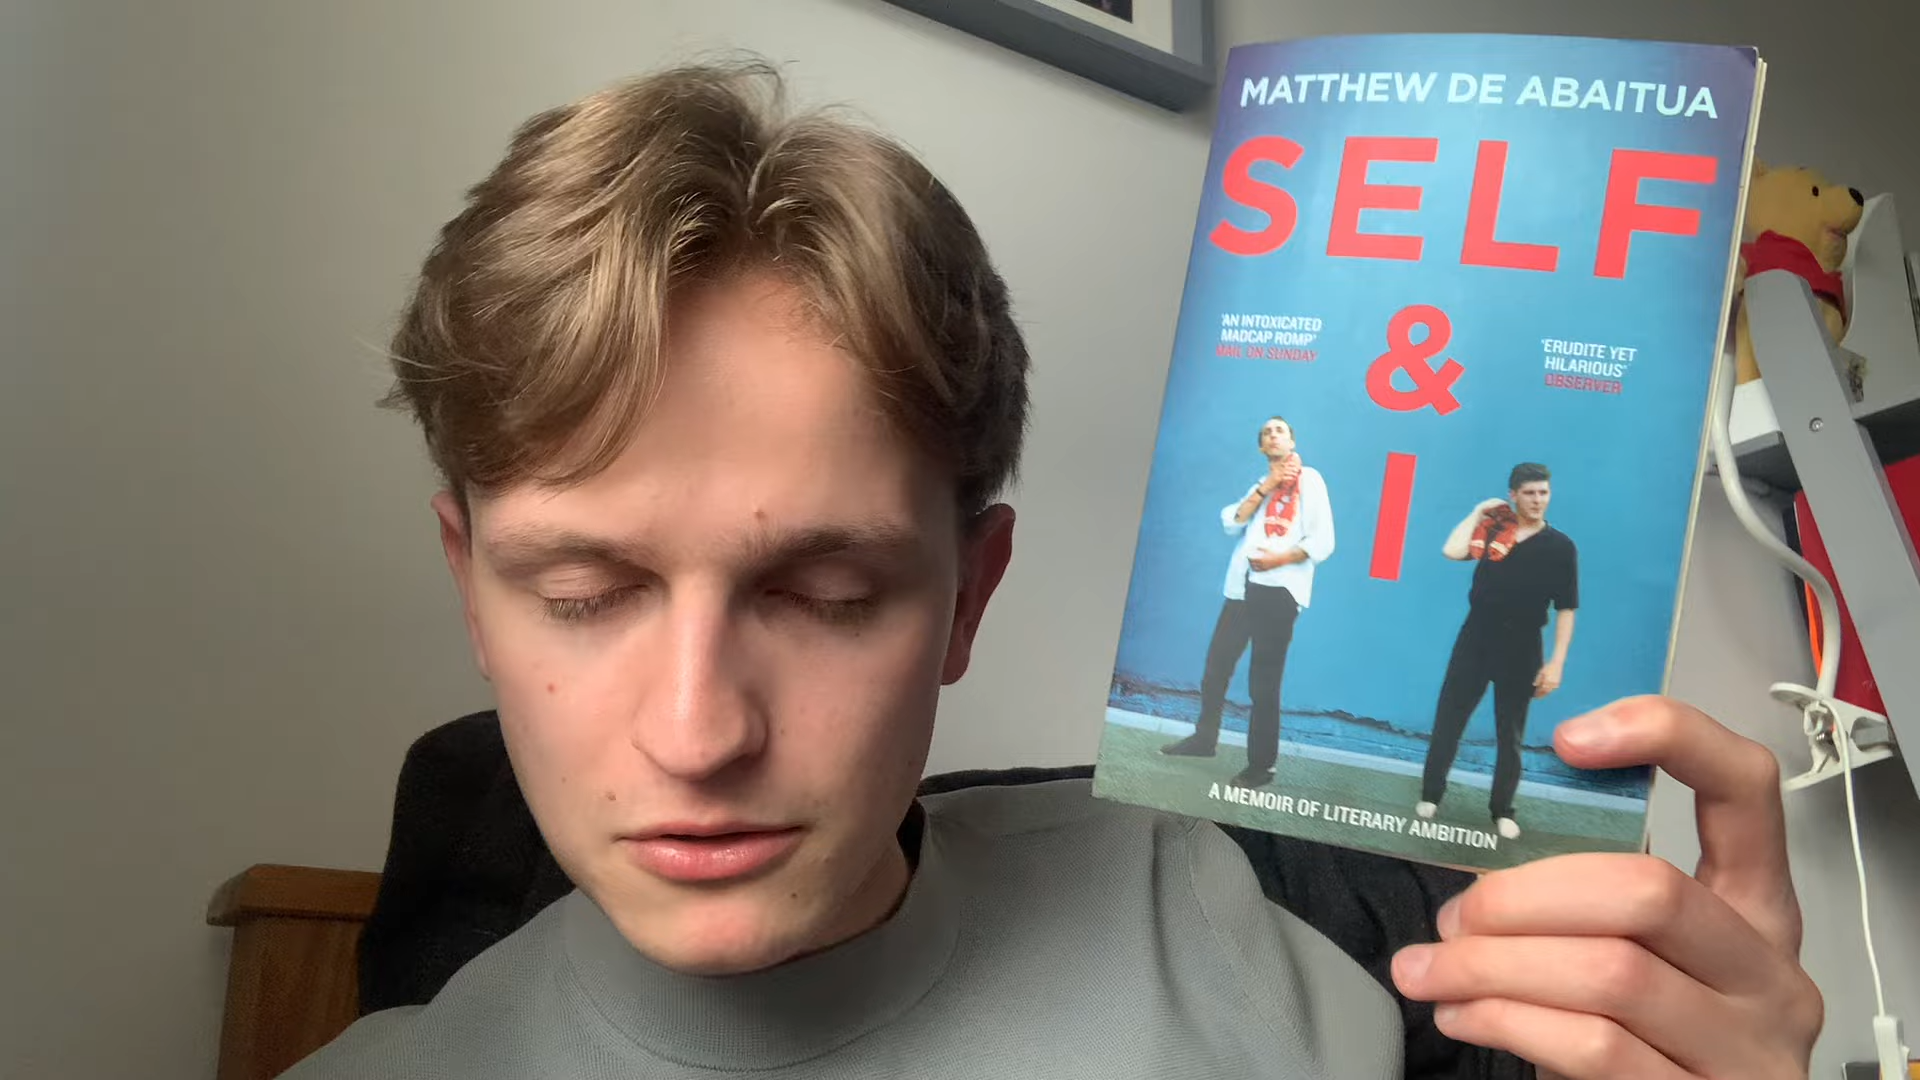 MATTHEW DE ABAITUA
SELF
&
I
'AN INTOXICATED
MADCAP ROMP'
MAIL ON SUNDAY
'ERUDITE YET
HILARIOUS'
OBSERVER
A MEMOIR OF LITERARY AMBITION